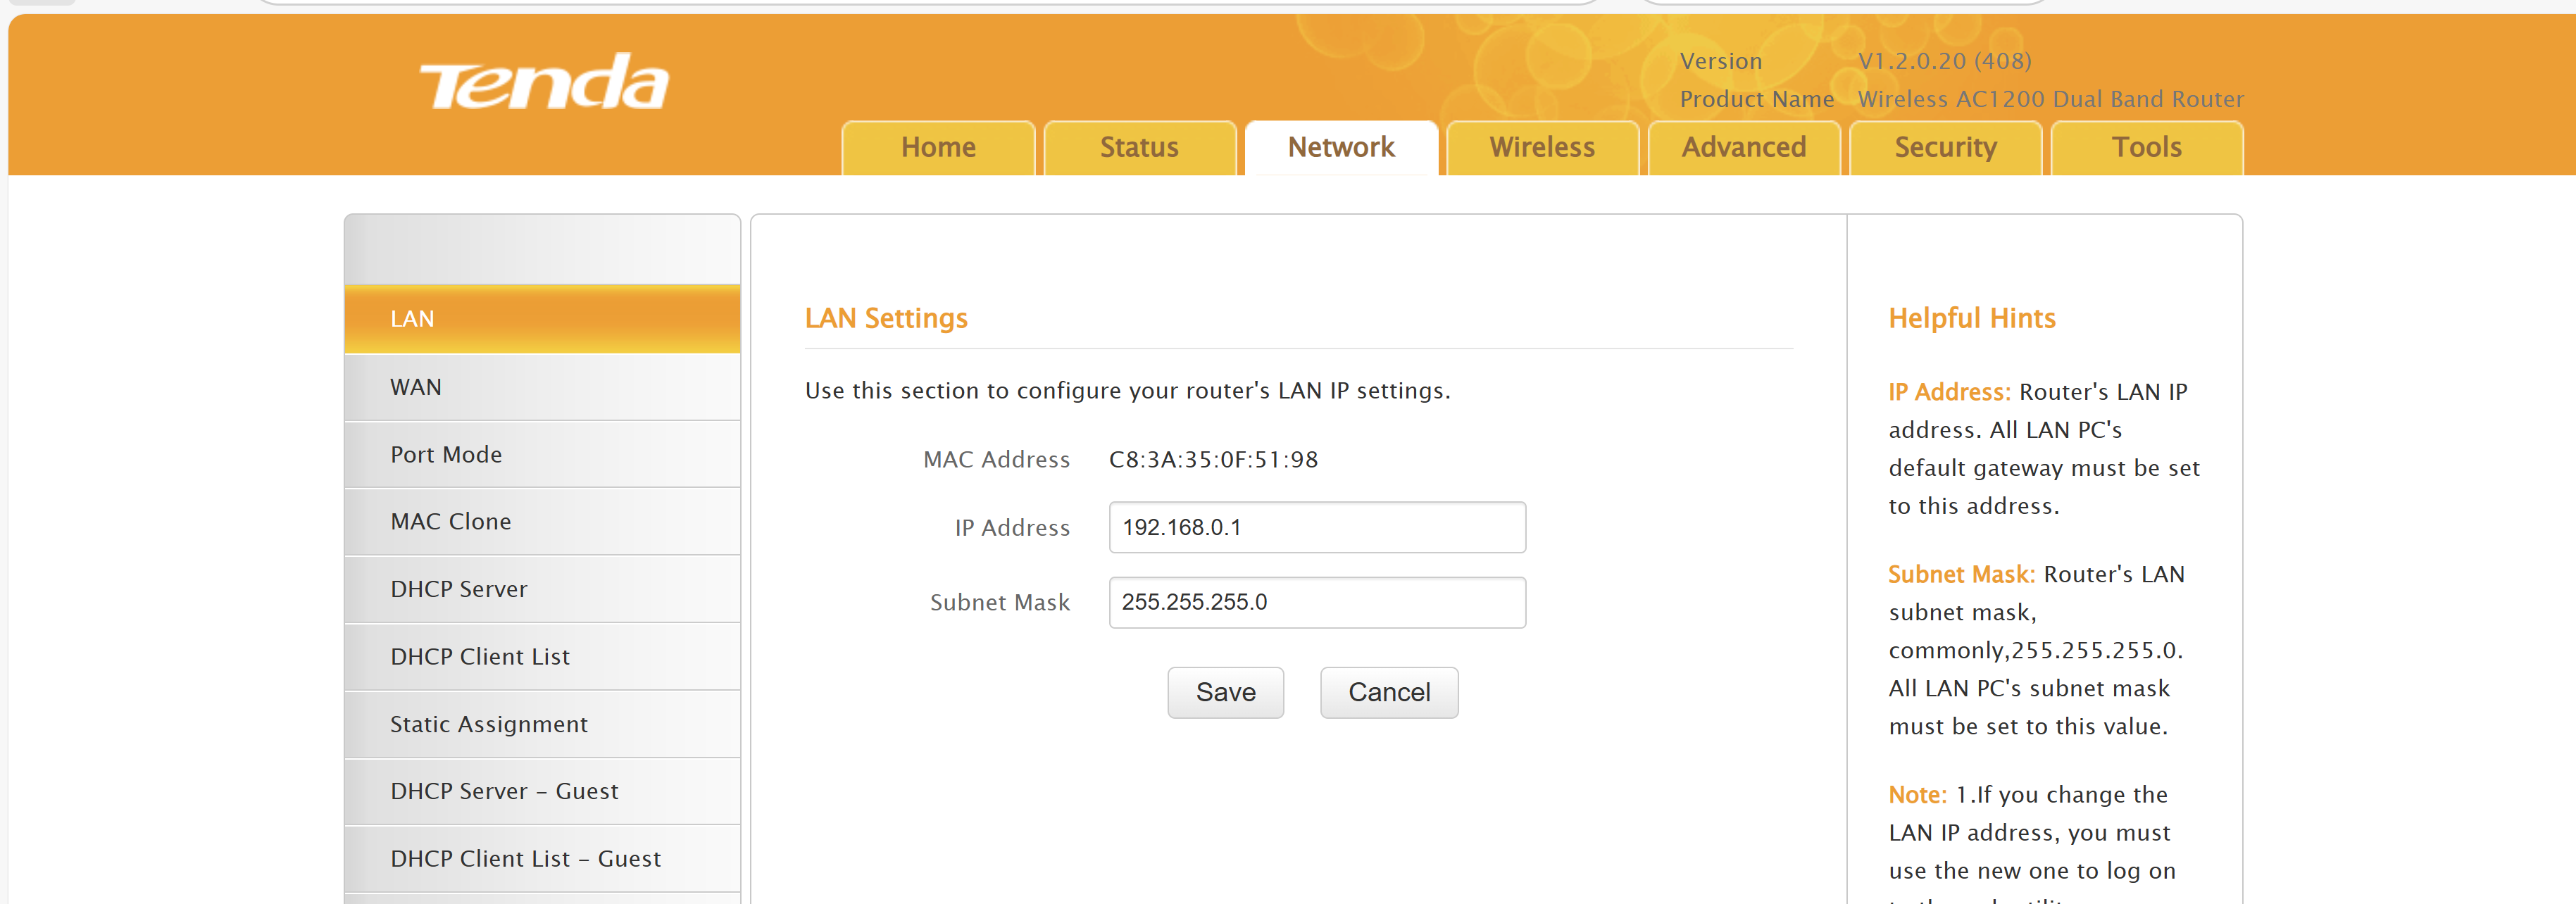 Tenda
Version V1.2.0.20 (408)
Product Name Wireless AC1200 Dual Band Router
Home Status Network Wireless Advanced Security Tools
LAN
WAN
Port Mode
MAC Clone
DHCP Server
DHCP Client List
Static Assignment
DHCP Server – Guest
DHCP Client List – Guest
LAN Settings
Use this section to configure your router's LAN IP settings.
MAC Address C8:3A:35:0F:51:98
IP Address 192.168.0.1
Subnet Mask 255.255.255.0
Save Cancel
Helpful Hints
IP Address: Router's LAN IP
address. All LAN PC's
default gateway must be set
to this address.
Subnet Mask: Router's LAN
subnet mask,
commonly,255.255.255.0.
All LAN PC's subnet mask
must be set to this value.
Note: 1.If you change the
LAN IP address, you must
use the new one to log on